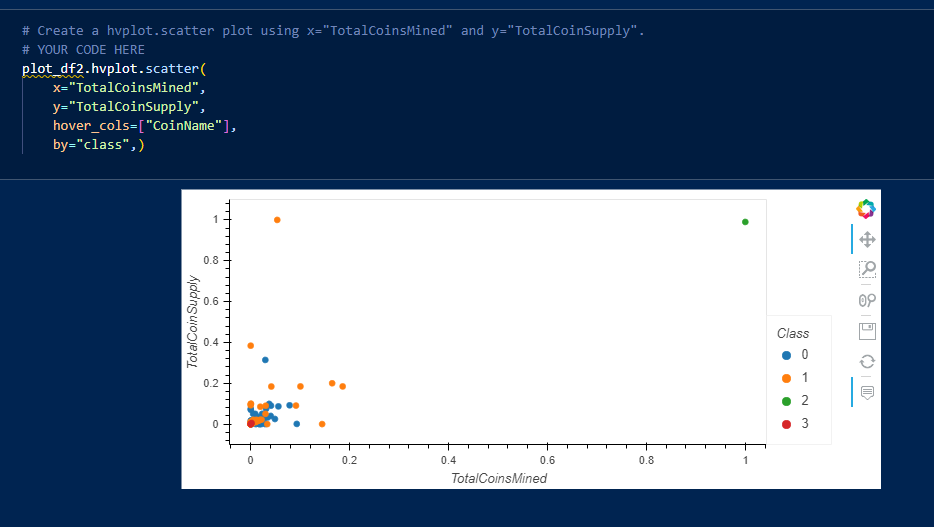 # Create a hvplot.scatter plot using x="TotalCoinsMined" and y="TotalCoinSupply".
# YOUR CODE HERE
plot_df2.hvplot.scatter(
x="TotalCoinsMined",
y="TotalCoinSupply",
hover_cols=["CoinName"],
by="class",)
TotalCoinSupply
1
0.8
0.6
0.4
0.2
0
0
0.2
0.4
0.6
0.8
1
TotalCoinsMined
Class
0
1
2
3